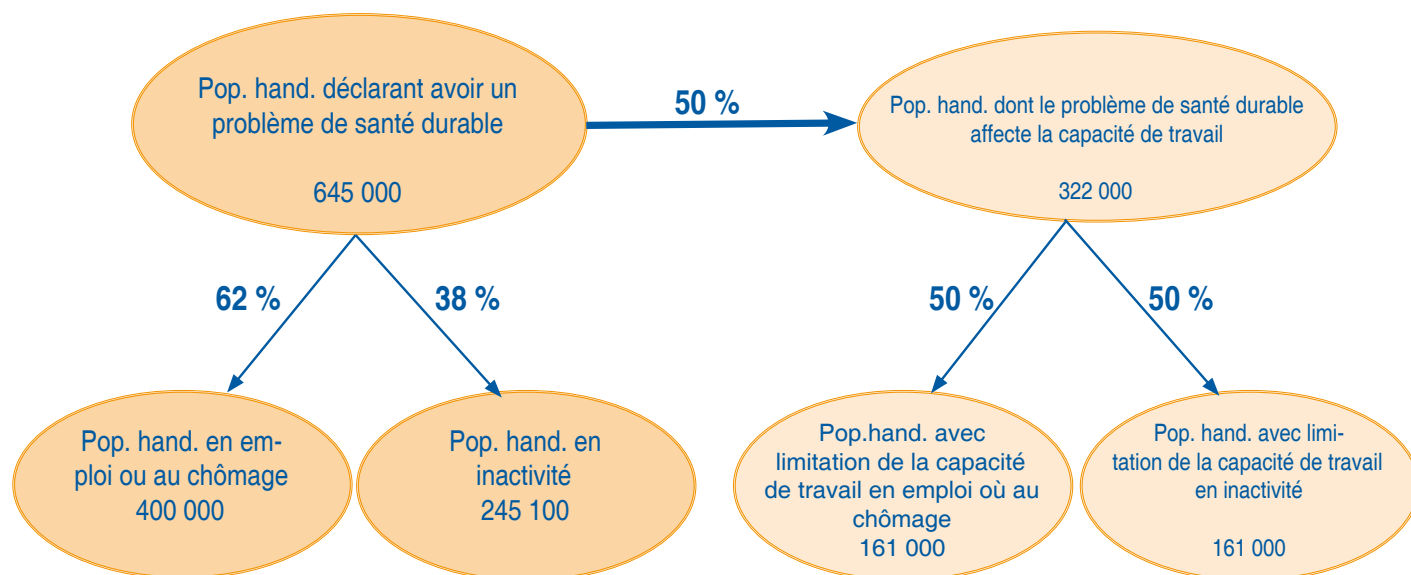 Pop. hand. déclarant avoir un
problème de santé durable
645 000
50 %
Pop. hand. dont le problème de santé durable
affecte la capacité de travail
322 000
62 %
38 %
50 %
50 %
Pop. hand. en em-
ploi ou au chômage
400 000
Pop. hand. en
inactivité
245 100
Pop.hand. avec
limitation de la capacité
de travail en emploi où au
chômage
161 000
Pop. hand. avec limi-
tation de la capacité de travail
en inactivité
161 000